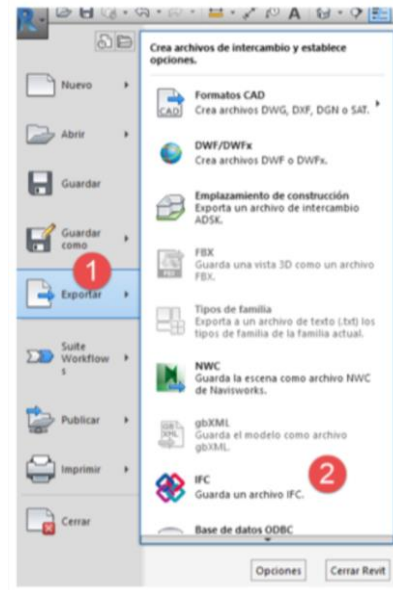 Crea archivos de intercambio y establece
opciones.
Nuevo
Abrir
Guardar
Guardar
como
1
Exportar
Suite
Workflow
s
Publicar
Imprimir
Cerrar
Formatos CAD
Crea archivos DWG, DXF, DGN o SAT.
CAD
DWF/DWFx
Crea archivos DWF o DWFx.
Emplazamiento de construcción
Exporta un archivo de intercambio
ADSK.
FBX
Guarda una vista 3D como un archivo
FBX.
FBX
Tipos de familia
Exporta a un archivo de texto (.txt) los
tipos de familia de la familia actual.
NWC
Guarda la escena como archivo NWC
de Navisworks.
gbXML
Guarda el modelo como archivo
gbXML.
IFC
Guarda un archivo IFC.
2
Base de datos ODBC
Opciones
Cerrar Revit